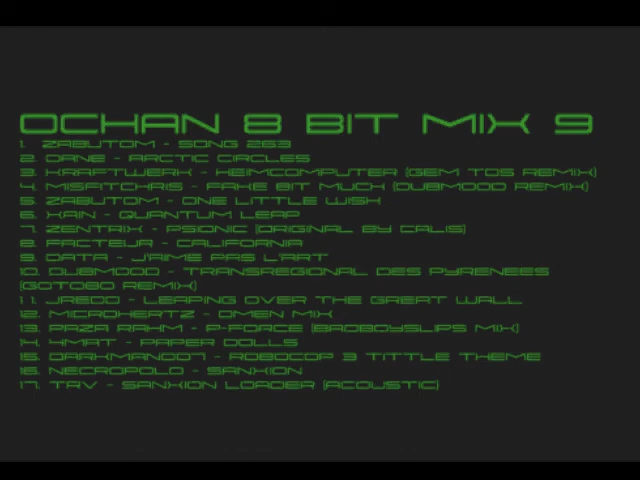 OCHAN 8 BIT MIX 9
1. ZABUTOM - SONG 263
2. DANE - ARCTIC CIRCLES
3. KRAFTWERK - HEIMCOMPUTER (GEM TOS REMIX)
4. MISFITCHRIS - FAKE BIT MUCH (DUBMOOD REMIX)
5. ZABUTOM - ONE LITTLE WISH
6. XAIN - QUANTUM LEAP
7. ZENTRIX - PSIONIC (ORIGINAL BY CALIS)
8. FACTEUR - CALIFORNIA
9. DATA - J'AIME PAS L'ART
10. DUBMOOD - TRANSREGIONAL DES PYRENEES
(GOTO80 REMIX)
11. JREDD - LEAPING OVER THE GREAT WALL
12. MICROHERTZ - OMEN MIX
13. PAZA RAHM - P-FORCE (BADBOYSLIPS MIX)
14. 4MAT - PAPER DOLLS
15. DARKMAN007 - ROBOCOP 3 TITTLE THEME
16. NECROPOLO - SANXION
17. TRV - SANXION LOADER (ACOUSTIC)